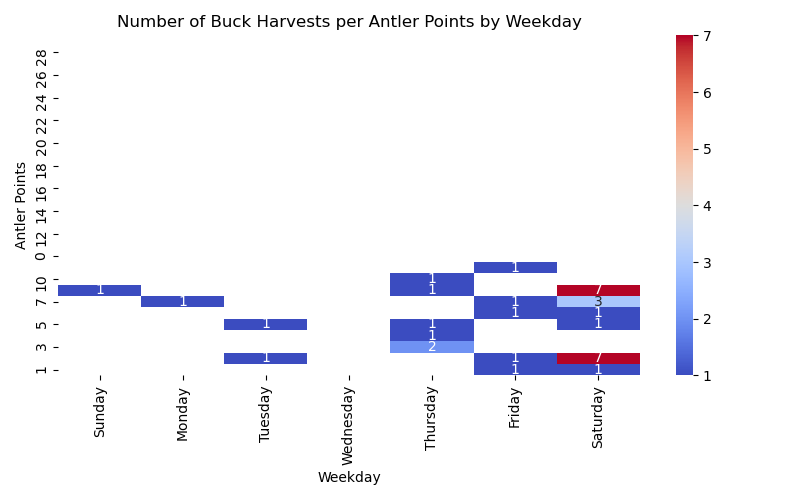 Number of Buck Harvests per Antler Points by Weekday
Antler Points
28
26
24
22
20
18
16
14
12
0
10
7
5
3
1
1
1
1 1 7
1 1 3
1 1
1 1 1
1
2
1 1 7
1 1
Sunday
Monday
Tuesday
Wednesday
Thursday
Friday
Saturday
Weekday
7
6
5
4
3
2
1